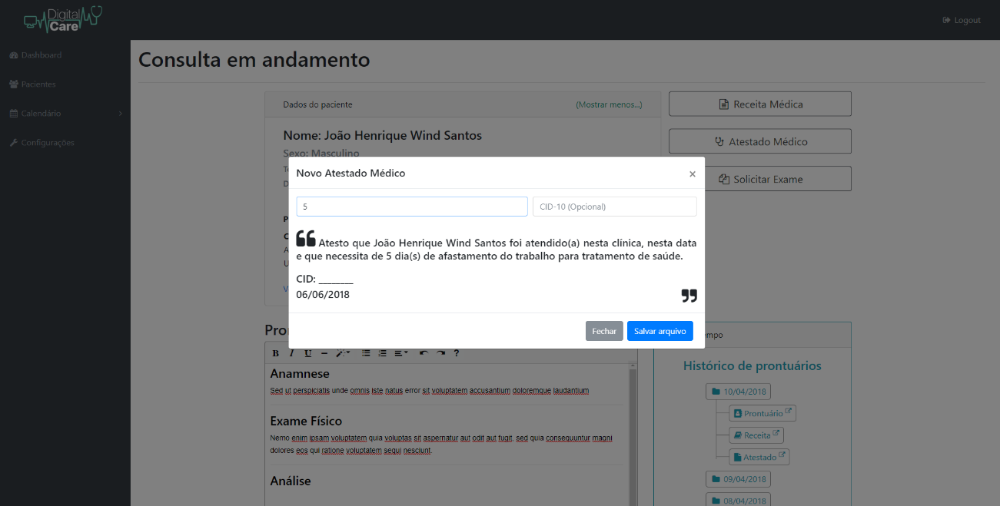 Digital
Care
Logout
Dashboard
Pacientes
Calendário
Configurações
Consulta em andamento
Dados do paciente
(Mostrar menos...)
Nome: João Henrique Wind Santos
Sexo: Masculino
Receita Médica
Atestado Médico
Solicitar Exame
Novo Atestado Médico
×
5
CID-10 (Opcional)
Atesto que João Henrique Wind Santos foi atendido(a) nesta clínica, nesta data
e que necessita de 5 dia(s) de afastamento do trabalho para tratamento de saúde.
CID: ________
06/06/2018
Fechar
Salvar arquivo
B I U
?
Anamnese
Sed ut perspiciatis unde omnis iste natus error sit voluptatem accusantium doloremque laudantium
Exame Físico
Nemo enim ipsam voluptatem quia voluptas sit aspernatur aut odit aut fugit, sed quia consequuntur magni
dolores eos qui ratione voluptatem sequi nesciunt.
Análise
Histórico de prontuários
10/04/2018
Prontuário
Receita
Atestado
09/04/2018
08/04/2018